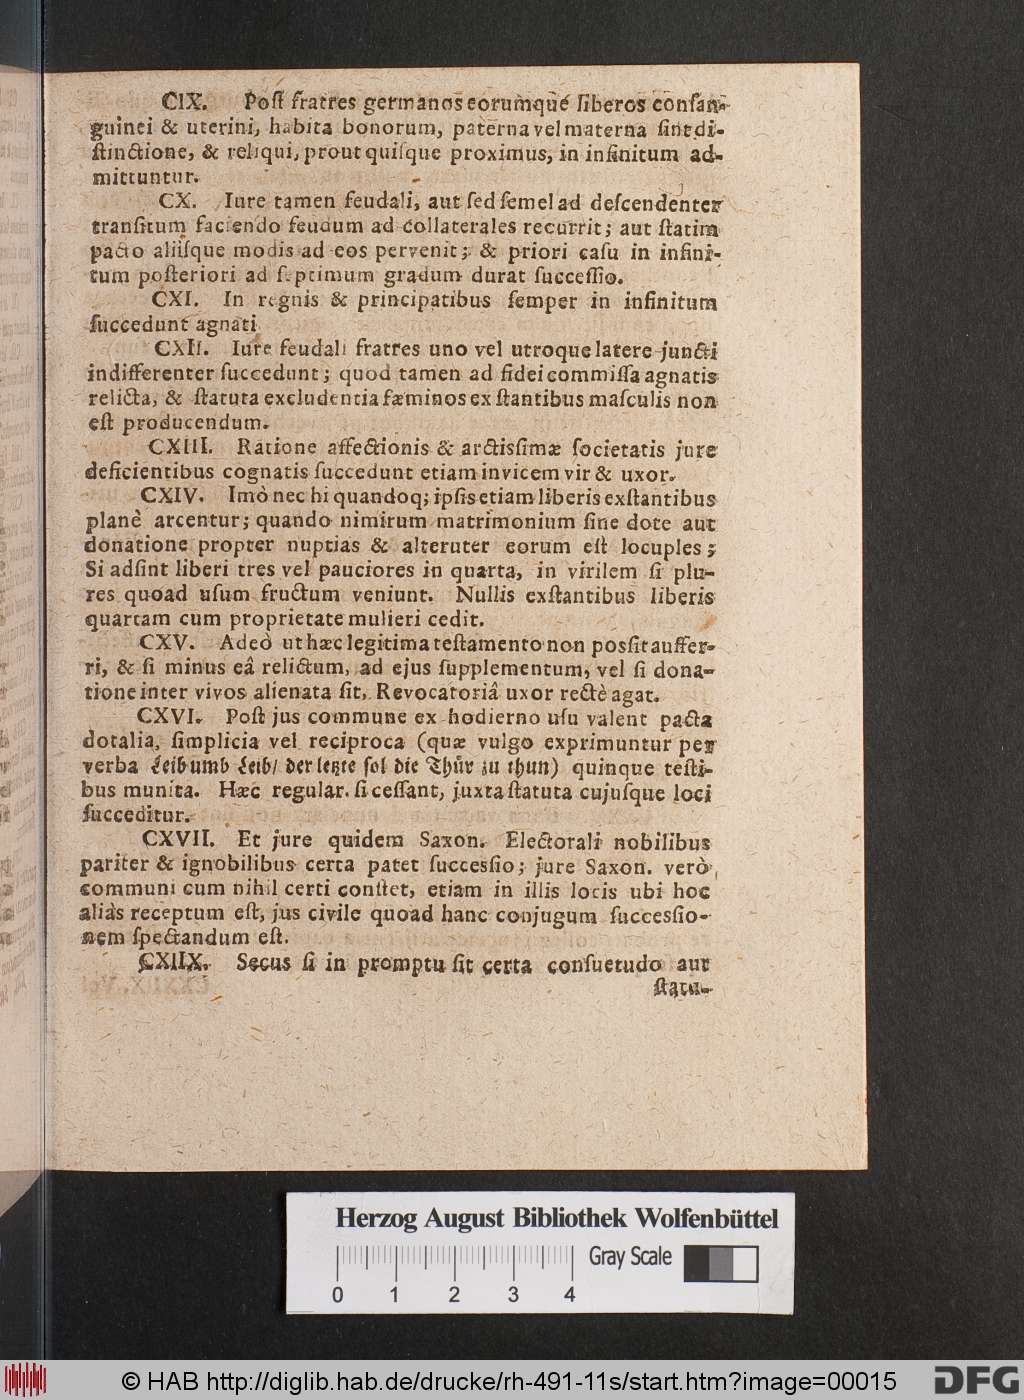 CIX. Poſt fratres germanos eorumque liberos conſan-
guinei & uterini, habita bonorum, paterna vel materna ſint di-
ſtinctione, & reliqui, prout quiſque proximus, in infinitum ad-
mittuntur.
CX. Iure tamen feudali, aut ſed ſemel ad deſcendenter
tranſitum faciendo feudum ad collaterales recurrit; aut ſtatim
pacto aliiſque modis ad eos pervenit; & priori caſu in infini-
tum poſteriori ad ſeptimum gradum durat ſucceſſio.
CXI. In regnis & principatibus ſemper in infinitum
ſuccedunt agnati
CXII. Iure feudali fratres uno vel utroque latere juncti
indifferenter ſuccedunt; quod tamen ad fideicommiſſa agnatis
relicta, & ſtatuta excludentia fæminos exſtantibus maſculis non
eſt producendum.
CXIII. Ratione affectionis & arctisſimæ ſocietatis jure
deficientibus cognatis ſuccedunt etiam invicem vir & uxor.
CXIV. Imò nec hi quandoq; ipſis etiam liberis exſtantibus
planè arcentur; quando nimirum matrimonium ſine dote aut
donatione propter nuptias & alteruter eorum eſt locuples;
Si adſint liberi tres vel pauciores in quarta, in virilem ſi plu-
res quoad uſum fructum veniunt. Nullis exſtantibus liberis
quartam cum proprietate mulieri cedit.
CXV. Adeò ut hæc legitima teſtamento non posſit aufſer-
ri, & ſi minus eâ relictum, ad ejus ſupplementum, vel ſi dona-
tione inter vivos alienata ſit, Revocatoriâ uxor rectè agat.
CXVI. Poſt jus commune ex hodierno uſu valent pacta
dotalia, ſimplicia vel reciproca (quæ vulgo exprimuntur per
verba Leib umb Leib/ der letzte ſol die Thür zu thun) quinque teſti-
bus munita. Hæc regular. ſi ceſſant, juxta ſtatuta cujuſque loci
ſucceditur.
CXVII. Et jure quidem Saxon. Electorali nobilibus
pariter & ignobilibus certa patet ſuccesſio; jure Saxon. verò
communi cum nihil certi conſtet, etiam in illis locis ubi hoc
aliàs receptum eſt, jus civile quoad hanc conjugum ſuccesſio-
nem ſpectandum eſt.
CXIIX. Secus ſi in promptu ſit certa conſuetudo aut
ſtatu-
Herzog August Bibliothek Wolfenbüttel
Gray Scale
0 1 2 3 4
© HAB http://diglib.hab.de/drucke/rh-491-11s/start.htm?image=00015
DFG